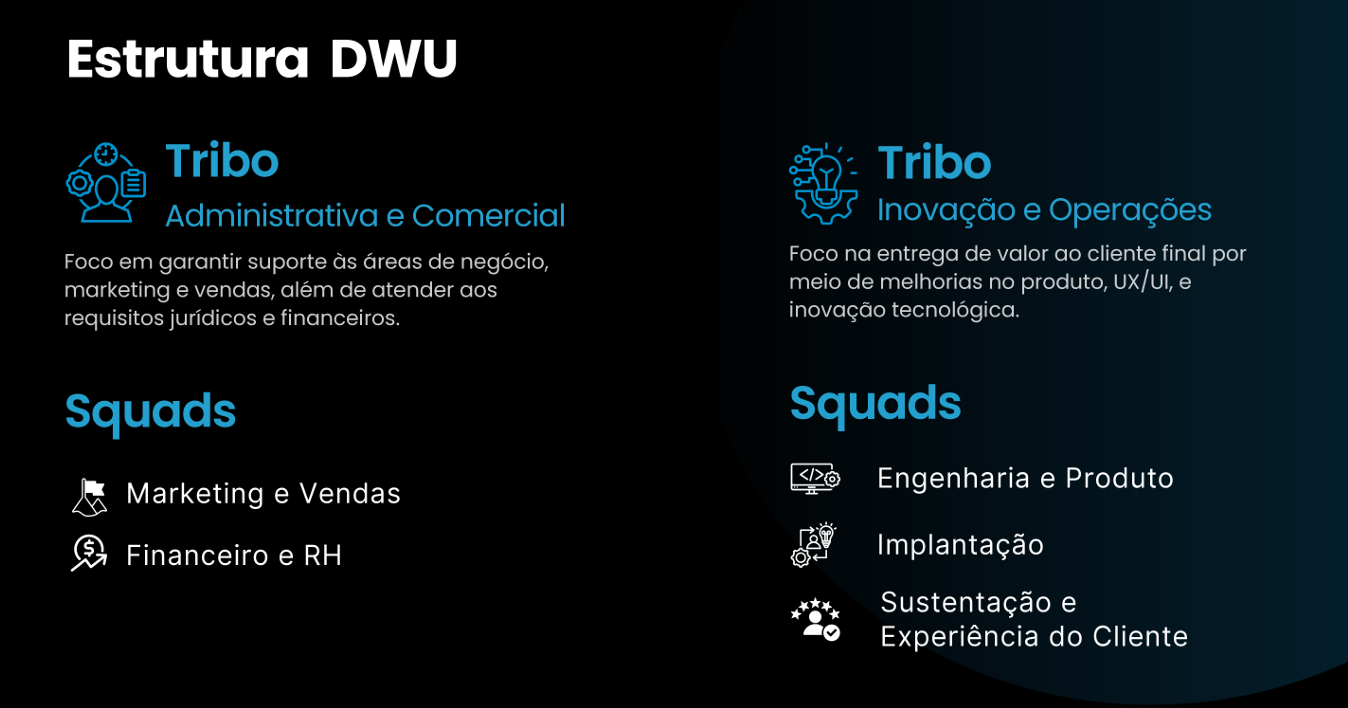 Estrutura DWU
Tribo
Administrativa e Comercial
Foco em garantir suporte às áreas de negócio,
marketing e vendas, além de atender aos
requisitos jurídicos e financeiros.
Squads
Marketing e Vendas
Financeiro e RH
Tribo
Inovação e Operações
Foco na entrega de valor ao cliente final por
meio de melhorias no produto, UX/UI, e
inovação tecnológica.
Squads
Engenharia e Produto
Implantação
Sustentação e
Experiência do Cliente